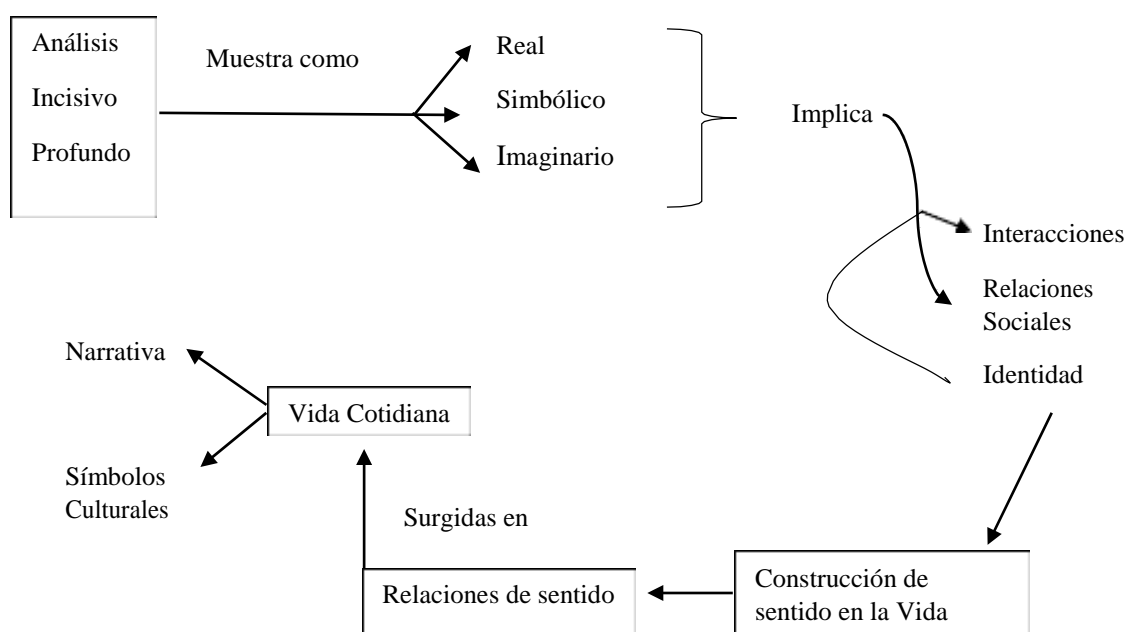 Análisis
Incisivo
Profundo
Muestra como
Real
Simbólico
Imaginario
Implica
Interacciones
Relaciones
Sociales
Identidad
Narrativa
Vida Cotidiana
Símbolos
Culturales
Surgidas en
Relaciones de sentido
Construcción de
sentido en la Vida